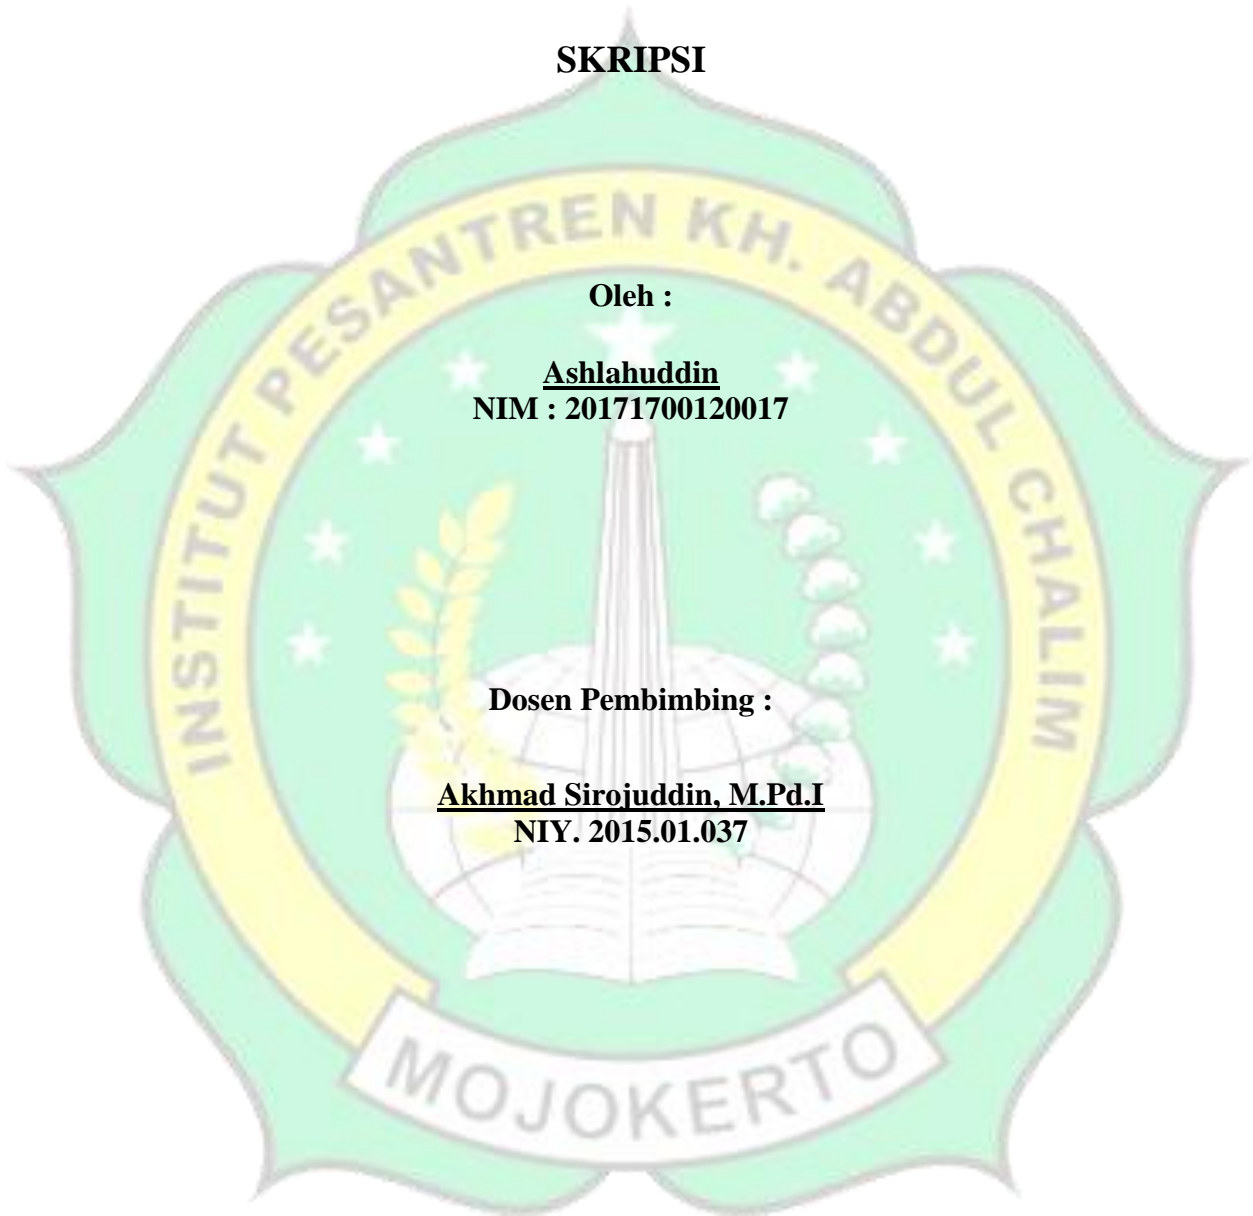 SKRIPSI
INSTITUT PESANTREN KH. ABDUL CHALIM
Oleh :
Ashlahuddin
NIM : 20171700120017
Dosen Pembimbing :
Akhmad Sirojuddin, M.Pd.I
NIY. 2015.01.037
MOJOKERTO